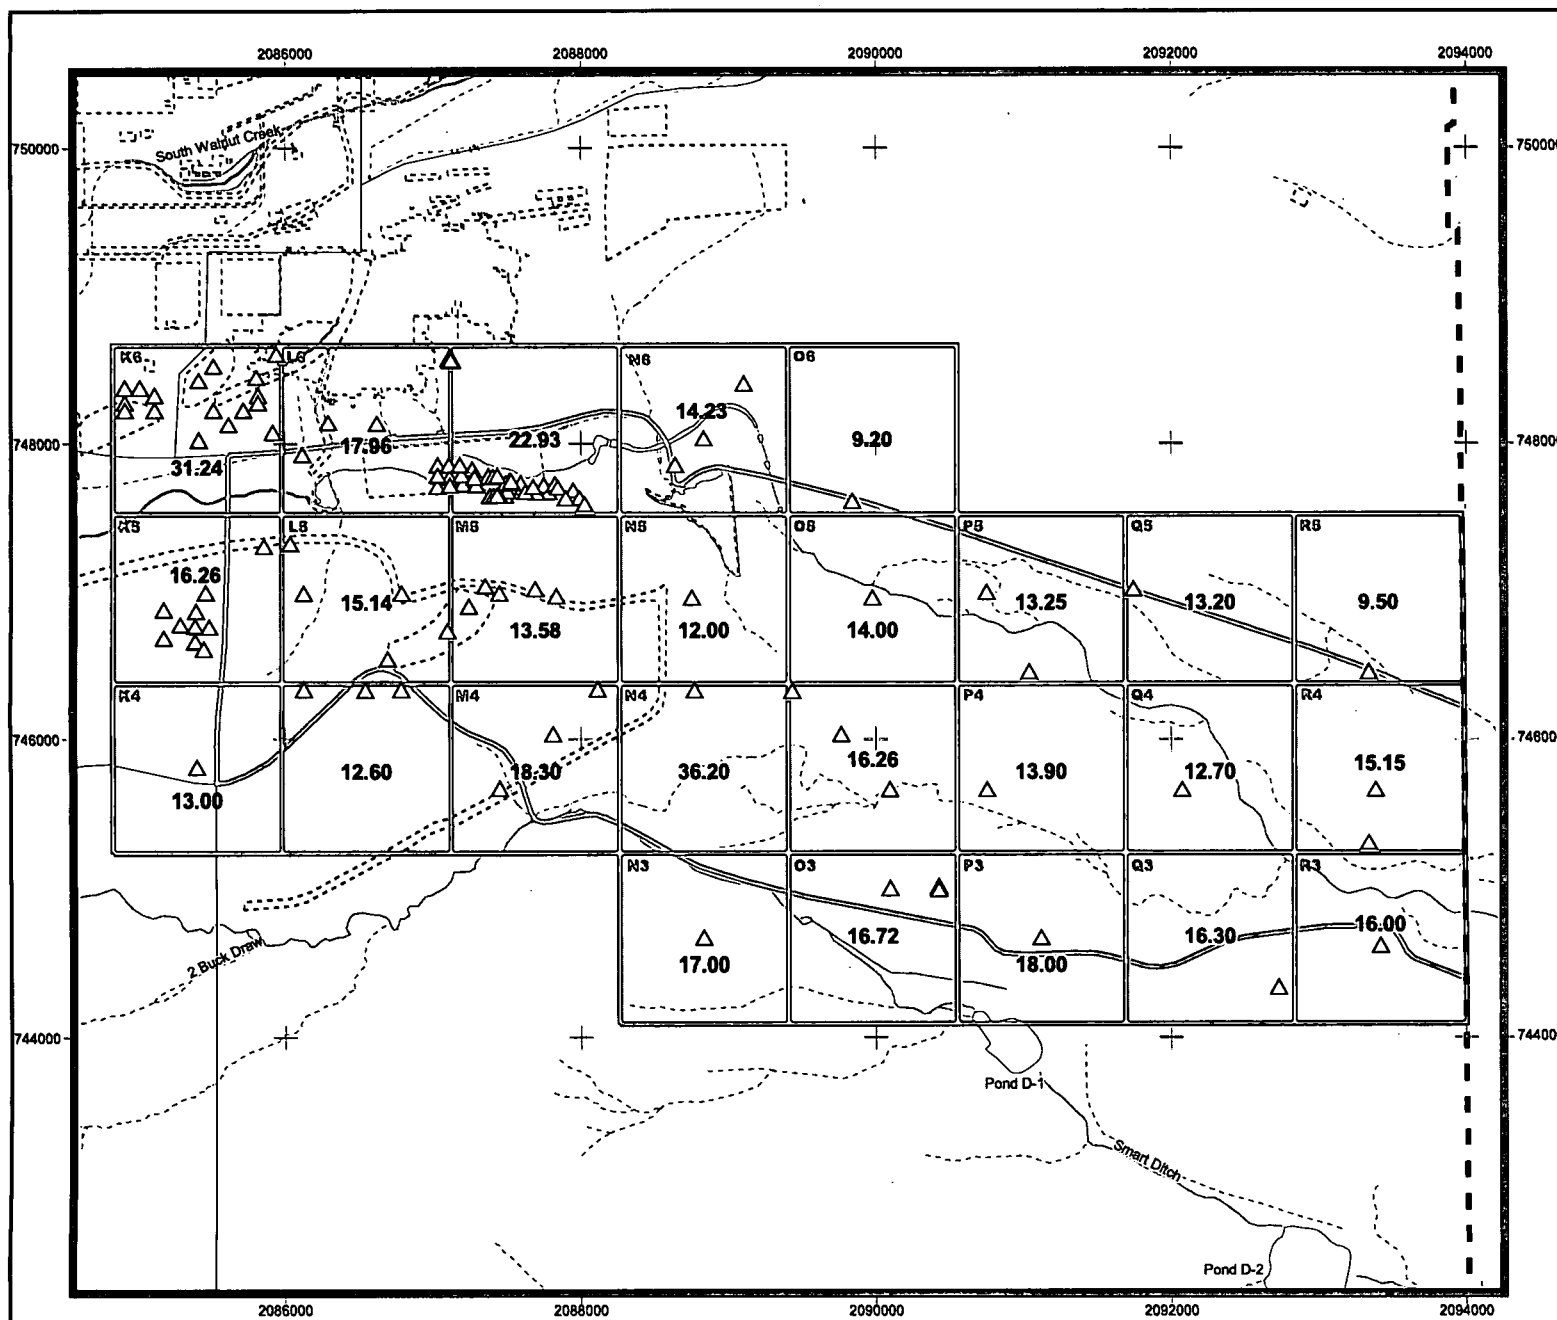 2086000 2088000 2090000 2092000 2094000
750000 South Walnut Creek 750000
K6 L6 N6 O6
748000 31.24 17.96 22.93 14.23 9.20 748000
K5 L5 M5 N5 O5 P5 Q5 R5
16.26 15.14 13.58 12.00 14.00 13.25 13.20 9.50
K4 M4 N4 P4 Q4 R4
746000 746000
13.00 12.60 18.30 36.20 16.26 13.90 12.70 15.15
N3 O3 P3 Q3 R3
17.00 16.72 18.00 16.30 16.00
2 Buck Draw
744000 744000
Pond D-1
Smart Ditch
Pond D-2
2086000 2088000 2090000 2092000 2094000